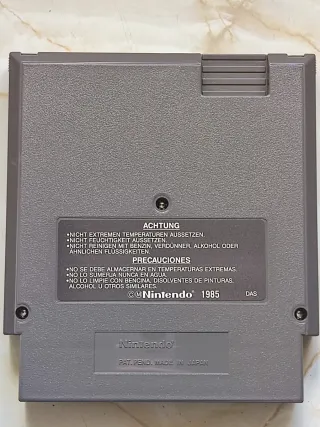 ACHTUNG
•NICHT EXTREMEN TEMPERATUREN AUSSETZEN.
•NICHT FEUCHTIGKEIT AUSSETZEN.
•NICHT REINIGEN MIT BENZIN, VERDÜNNER, ALKOHOL ODER
ÄHNLICHEN FLÜSSIGKEITEN.
PRECAUCIONES
•NO SE DEBE ALMACERNAR EN TEMPERATURAS EXTREMAS.
•NO LO SUMERJA NUNCA EN AGUA.
•NO LO LIMPIE CON BENCINA, DISOLVENTES DE PINTURAS,
ALCOHOL U OTROS SIMILARES.
©Ⓜ Nintendo® 1985 DAS
Nintendo®
PAT. PEND. MADE IN JAPAN